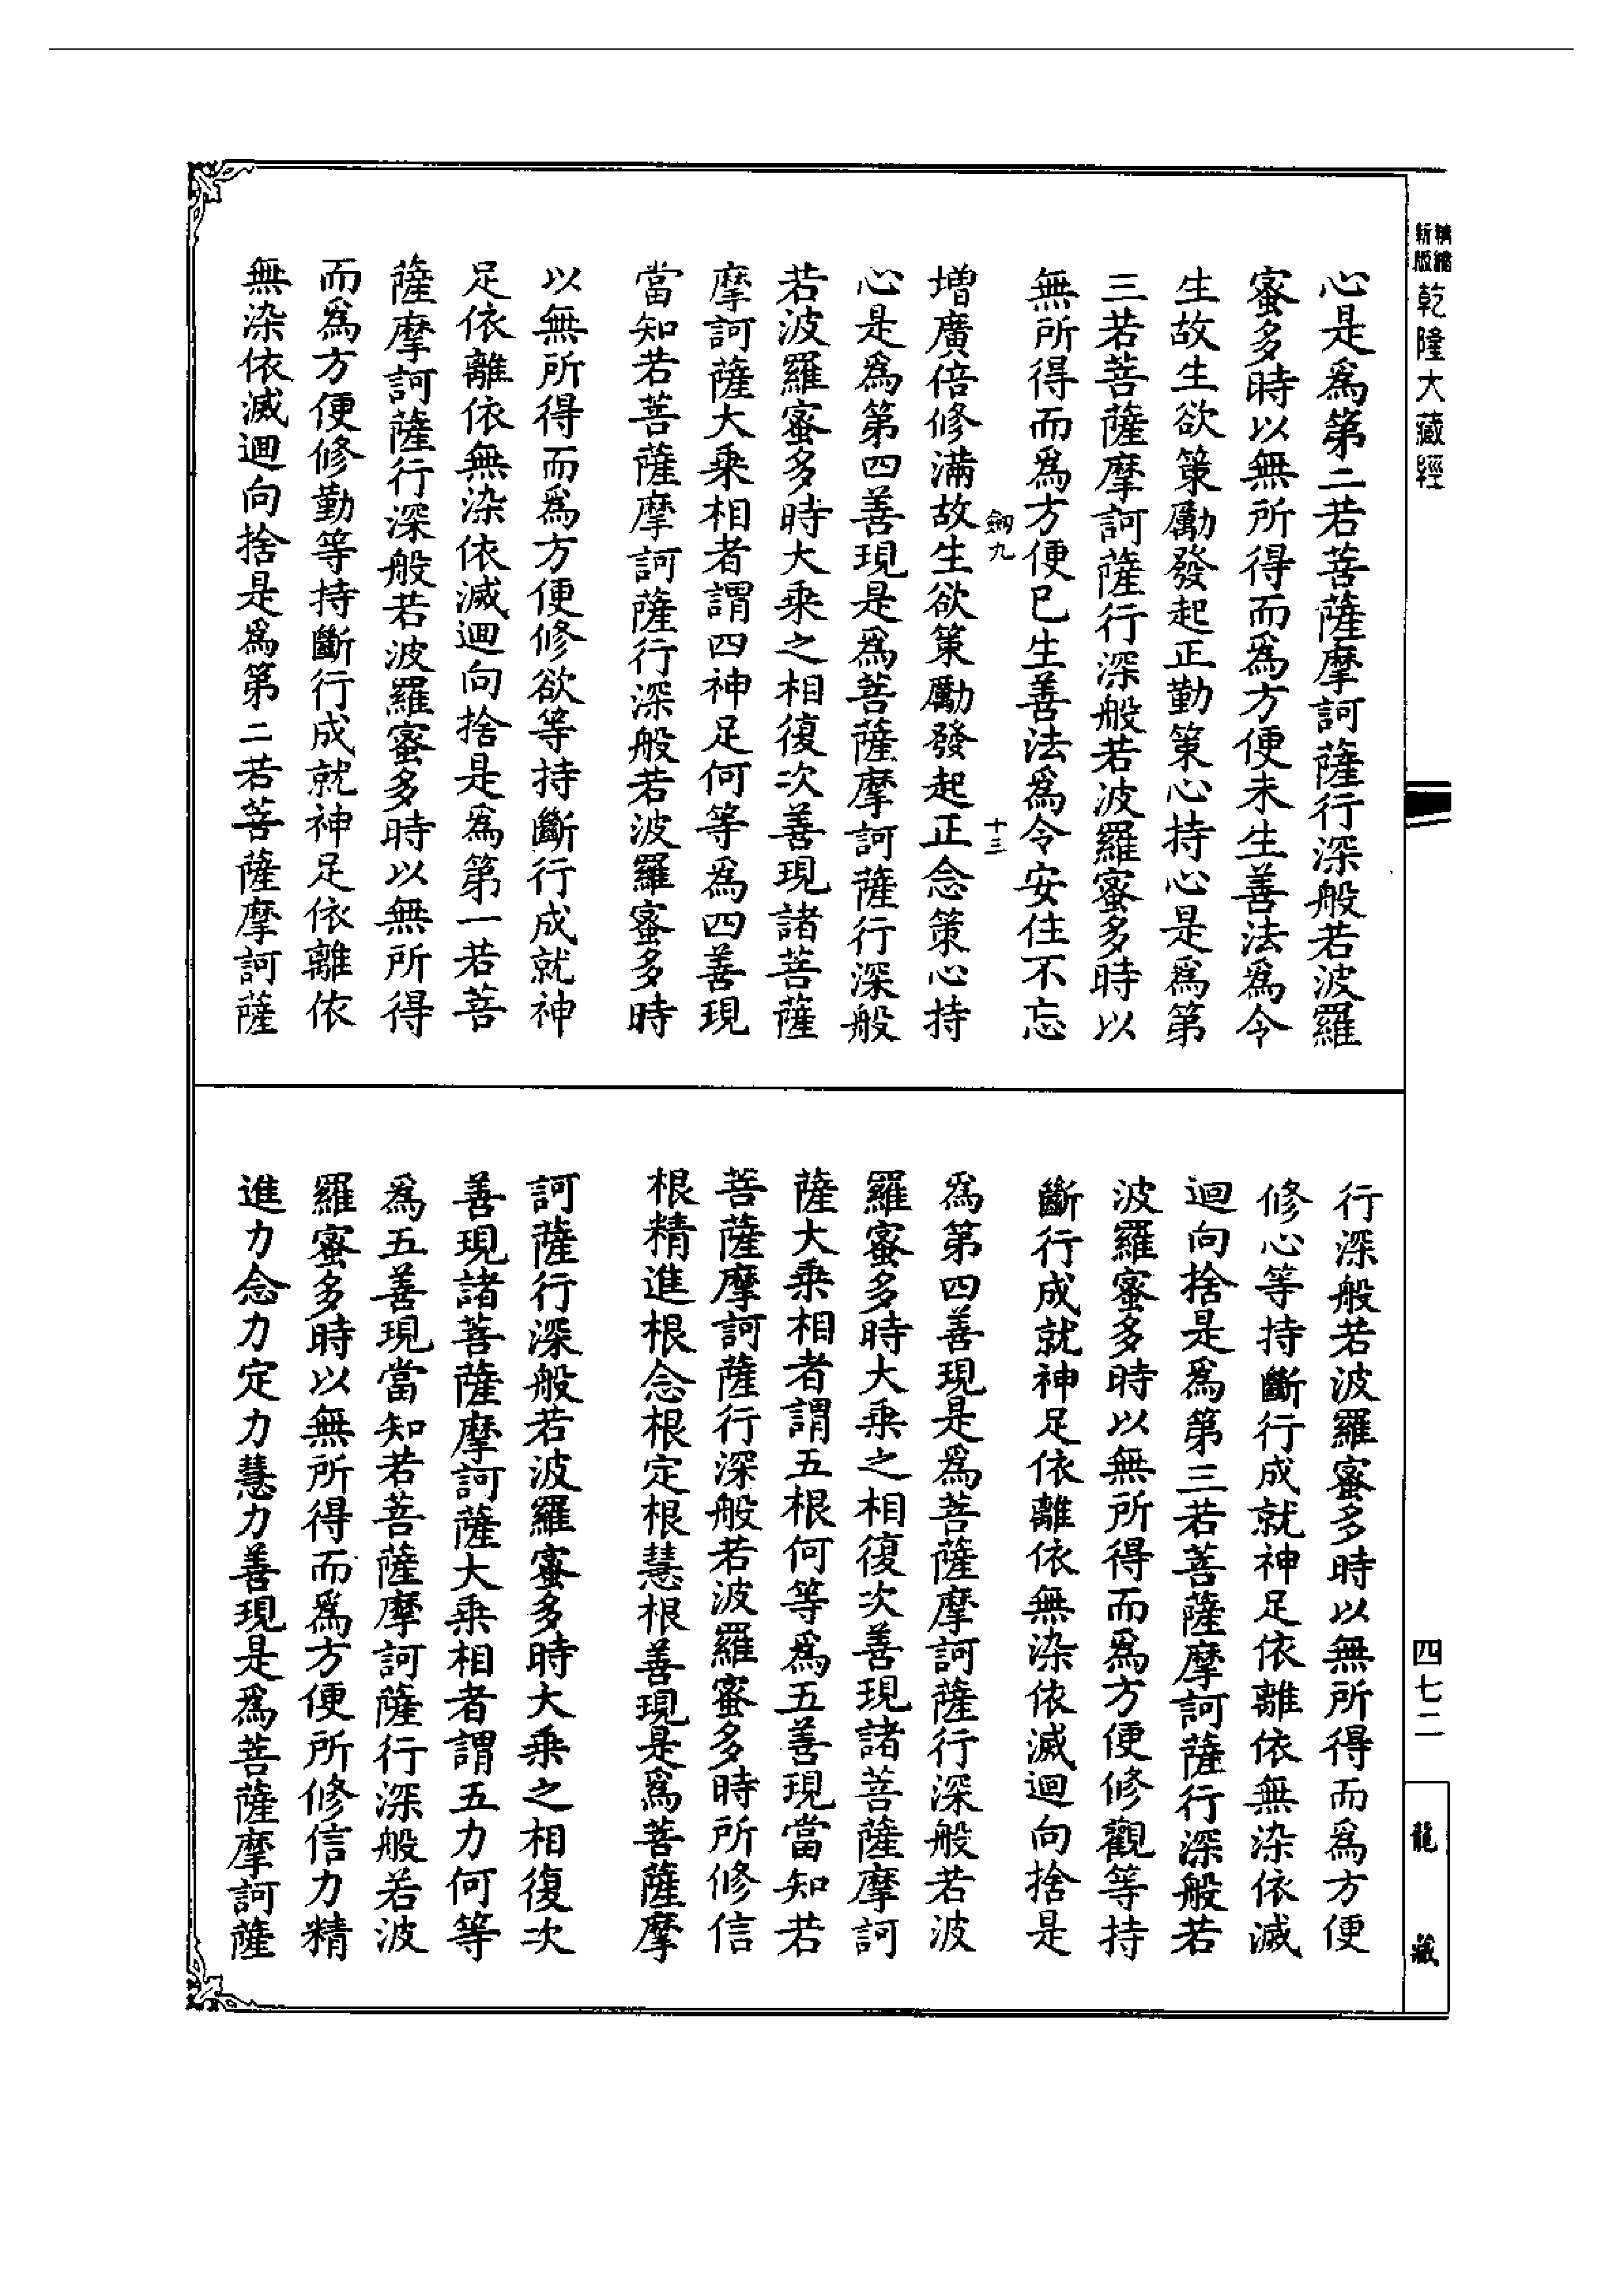 新版
精縮
乾隆大藏經
四七二
龍藏
心是爲第二若菩薩摩訶薩行深般若波羅
蜜多時以無所得而爲方便未生善法爲令
生故生欲策勵發起正勤策心持心是爲第
三若菩薩摩訶薩行深般若波羅蜜多時以
無所得而爲方便已生善法爲令安住不忘
劒九
十三
增廣倍修滿故生欲策勵發起正念策心持
心是爲第四善現是爲菩薩摩訶薩行深般
若波羅蜜多時大乘之相復次善現諸菩薩
摩訶薩大乘相者謂四神足何等爲四善現
當知若菩薩摩訶薩行深般若波羅蜜多時
以無所得而爲方便修欲等持斷行成就神
足依離依無染依滅迴向捨是爲第一若菩
薩摩訶薩行深般若波羅蜜多時以無所得
而爲方便修勤等持斷行成就神足依離依
無染依滅迴向捨是爲第二若菩薩摩訶薩
行深般若波羅蜜多時以無所得而爲方便
修心等持斷行成就神足依離依無染依滅
迴向捨是爲第三若菩薩摩訶薩行深般若
波羅蜜多時以無所得而爲方便修觀等持
斷行成就神足依離依無染依滅迴向捨是
爲第四善現是爲菩薩摩訶薩行深般若波
羅蜜多時大乘之相復次善現諸菩薩摩訶
薩大乘相者謂五根何等爲五善現當知若
菩薩摩訶薩行深般若波羅蜜多時所修信
根精進根念根定根慧根善現是爲菩薩摩
訶薩行深般若波羅蜜多時大乘之相復次
善現諸菩薩摩訶薩大乘相者謂五力何等
爲五善現當知若菩薩摩訶薩行深般若波
羅蜜多時以無所得而爲方便所修信力精
進力念力定力慧力善現是爲菩薩摩訶薩